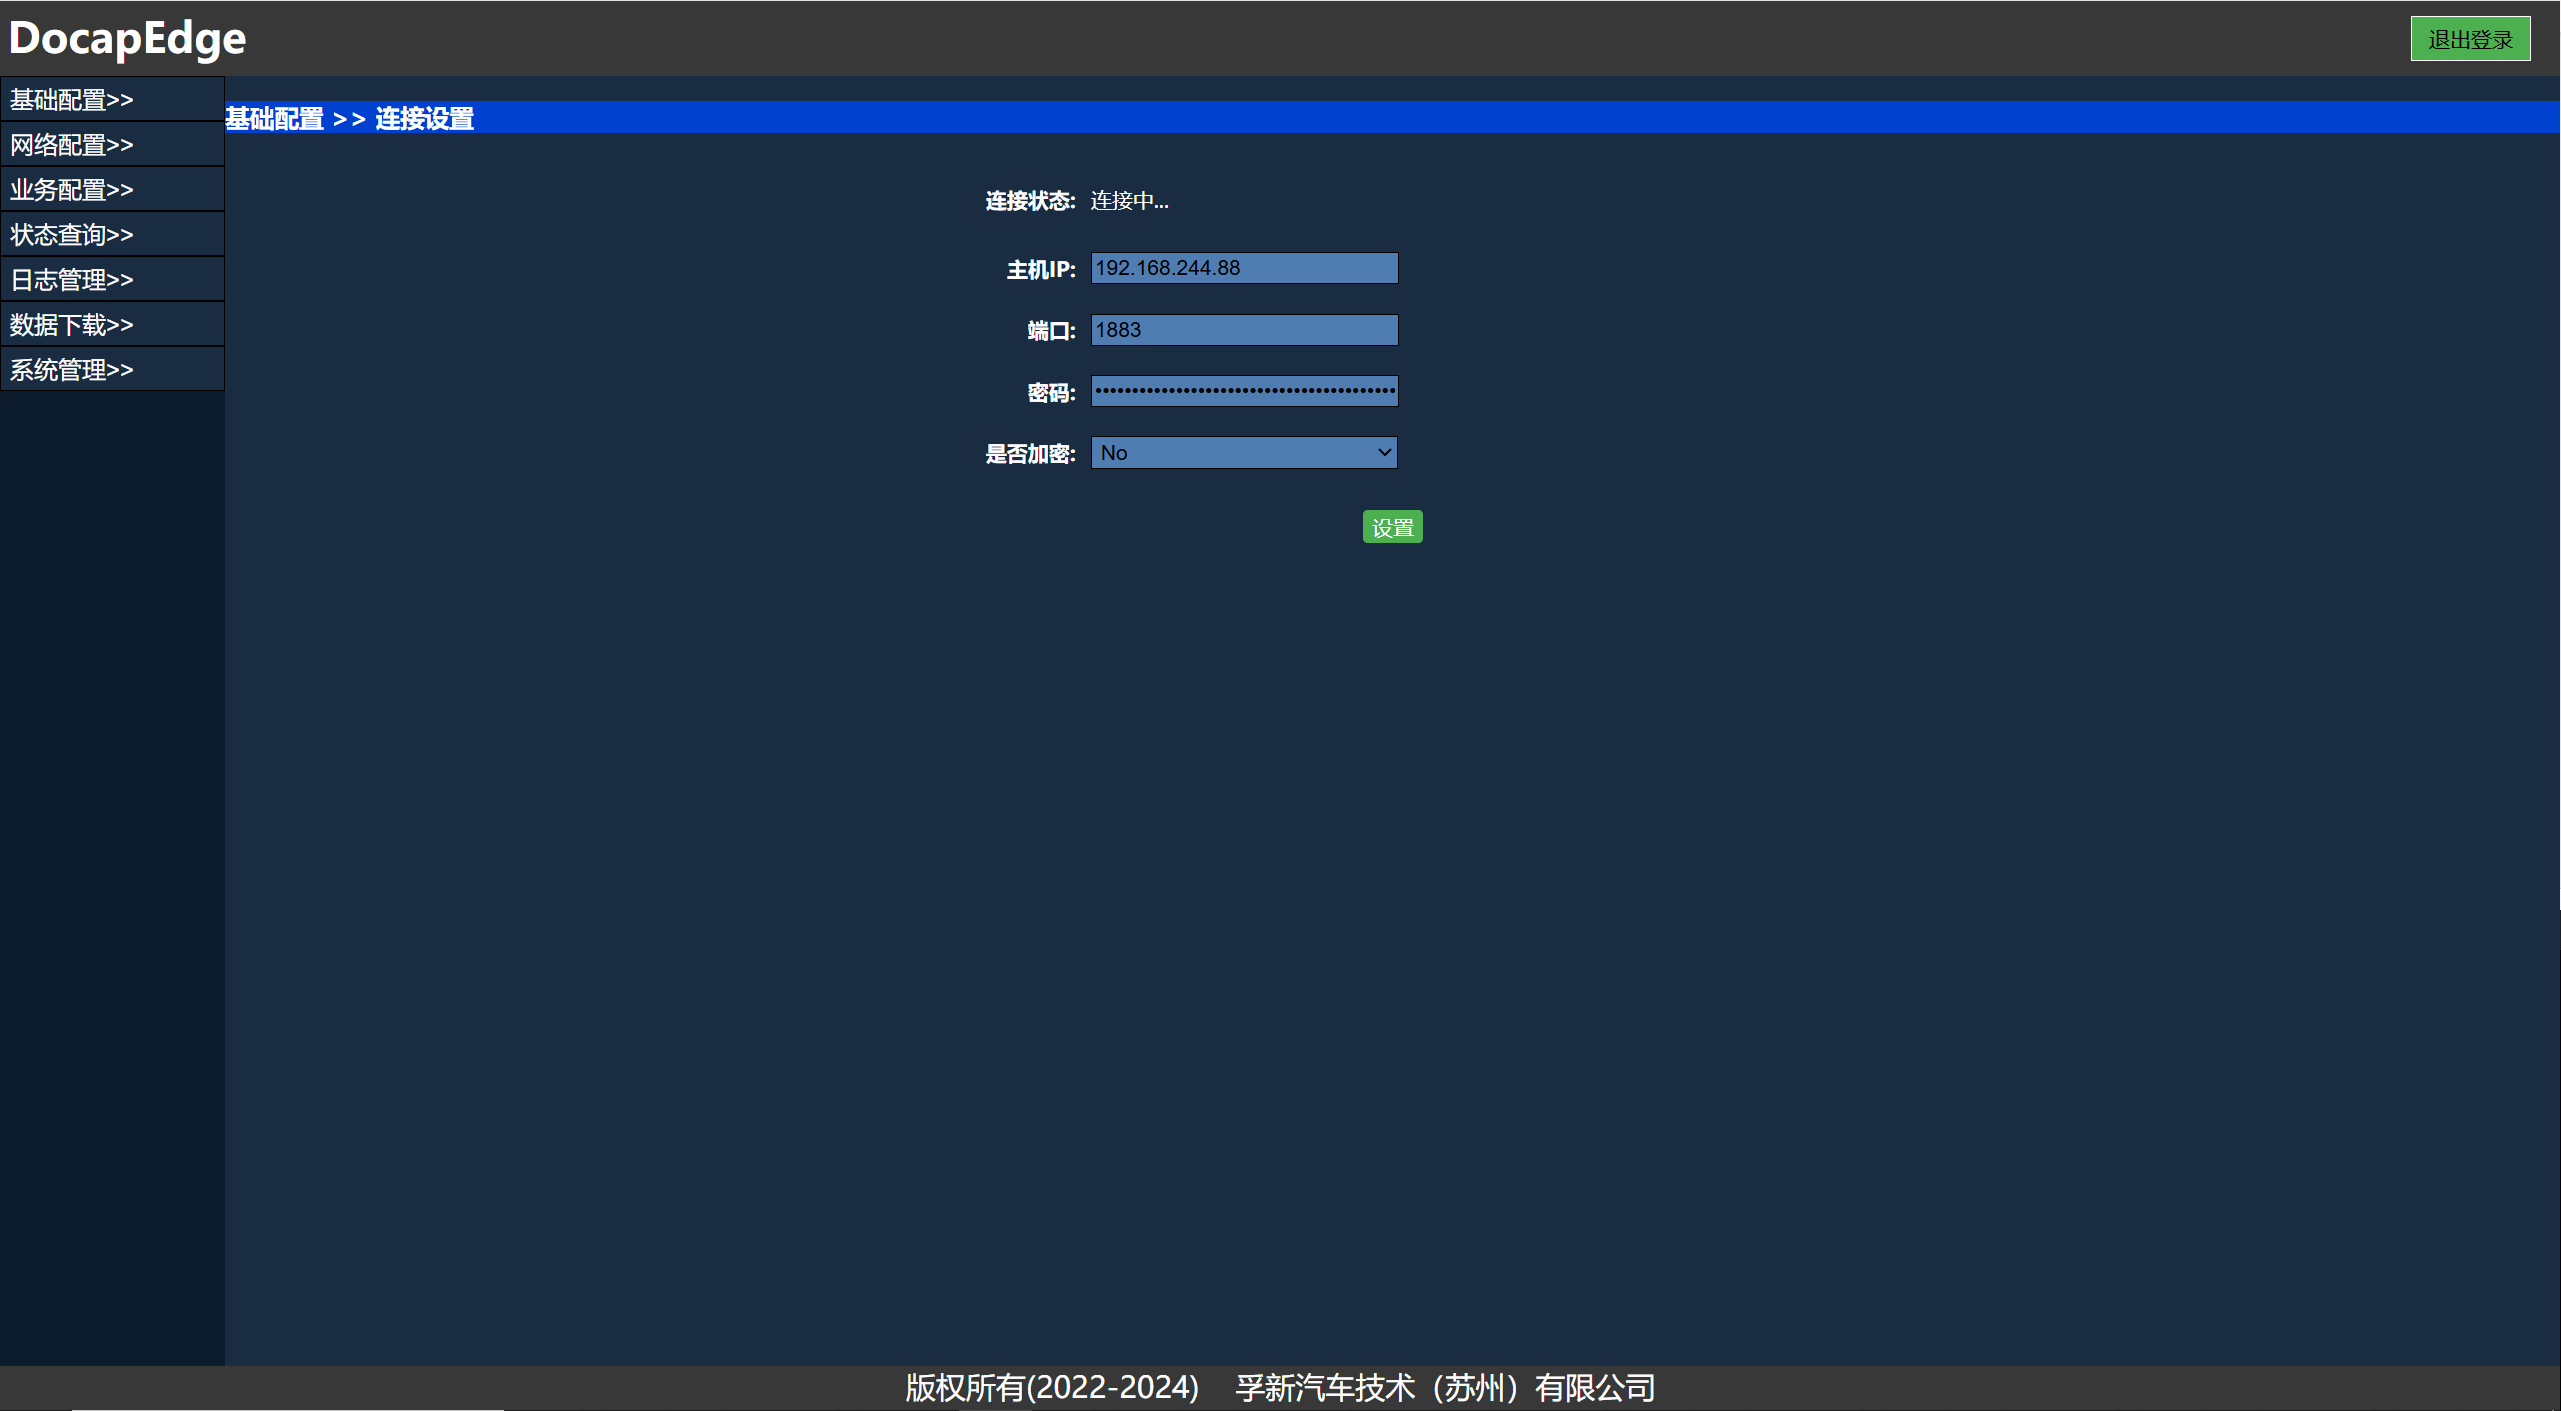 DocapEdge
退出登录
基础配置>>
网络配置>>
业务配置>>
状态查询>>
日志管理>>
数据下载>>
系统管理>>
基础配置 >> 连接设置
连接状态: 连接中...
主机IP: 192.168.244.88
端口: 1883
密码: ••••••••••••••••••••••••••••••••••••••••
是否加密: No
设置
版权所有(2022-2024) 孚新汽车技术（苏州）有限公司